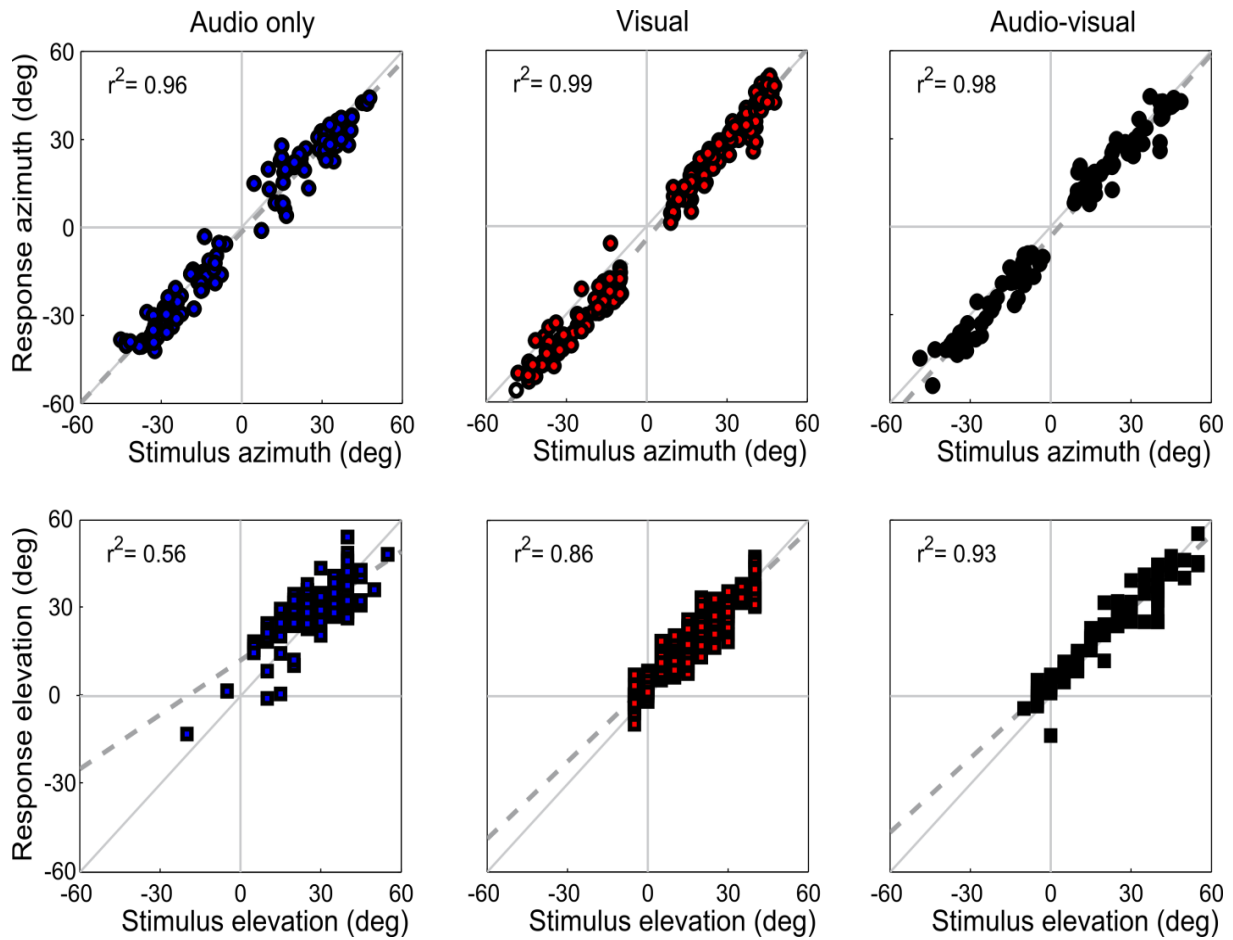 Audio only
Visual
Audio-visual
60
30
0
-30
-60
Response azimuth (deg)
r²= 0.96
-60 -30 0 30 60
Stimulus azimuth (deg)
r²= 0.99
-60 -30 0 30 60
Stimulus azimuth (deg)
r²= 0.98
-60 -30 0 30 60
Stimulus azimuth (deg)
60
30
0
-30
-60
Response elevation (deg)
r²= 0.56
-60 -30 0 30 60
Stimulus elevation (deg)
r²= 0.86
-60 -30 0 30 60
Stimulus elevation (deg)
r²= 0.93
-60 -30 0 30 60
Stimulus elevation (deg)